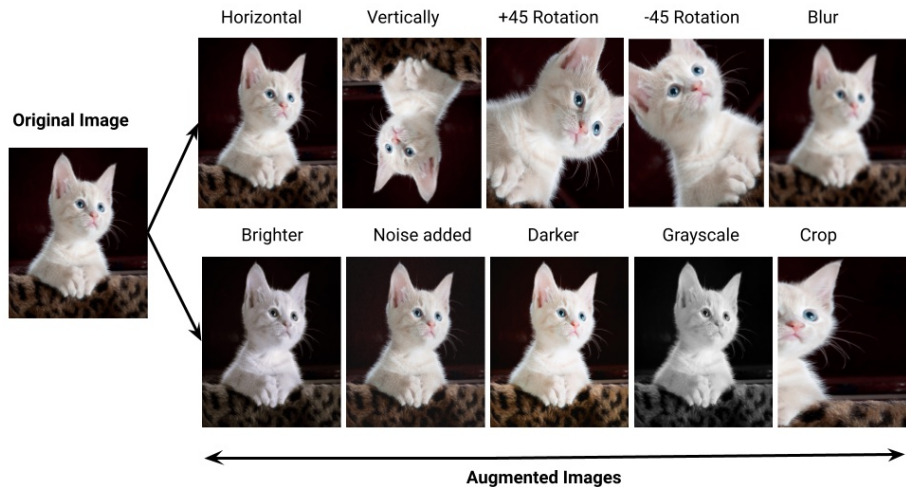 Horizontal
Vertically
+45 Rotation
-45 Rotation
Blur
Original Image
Brighter
Noise added
Darker
Grayscale
Crop
Augmented Images